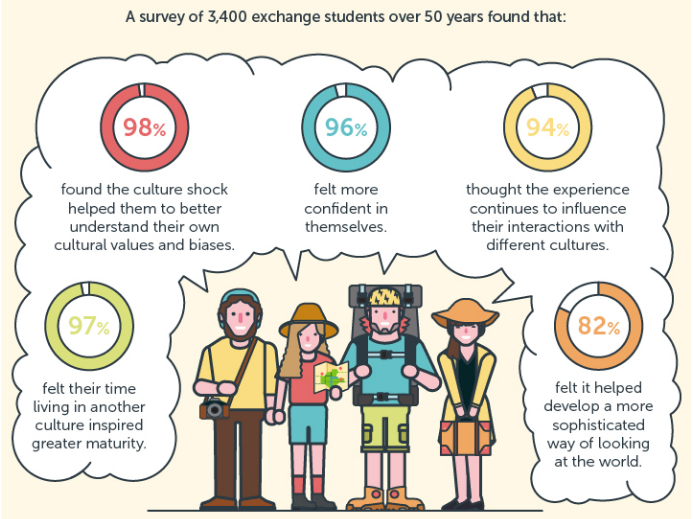 A survey of 3,400 exchange students over 50 years found that:
98%
found the culture shock
helped them to better
understand their own
cultural values and biases.
96%
felt more
confident in
themselves.
94%
thought the experience
continues to influence
their interactions with
different cultures.
97%
felt their time
living in another
culture inspired
greater maturity.
82%
felt it helped
develop a more
sophisticated
way of looking
at the world.